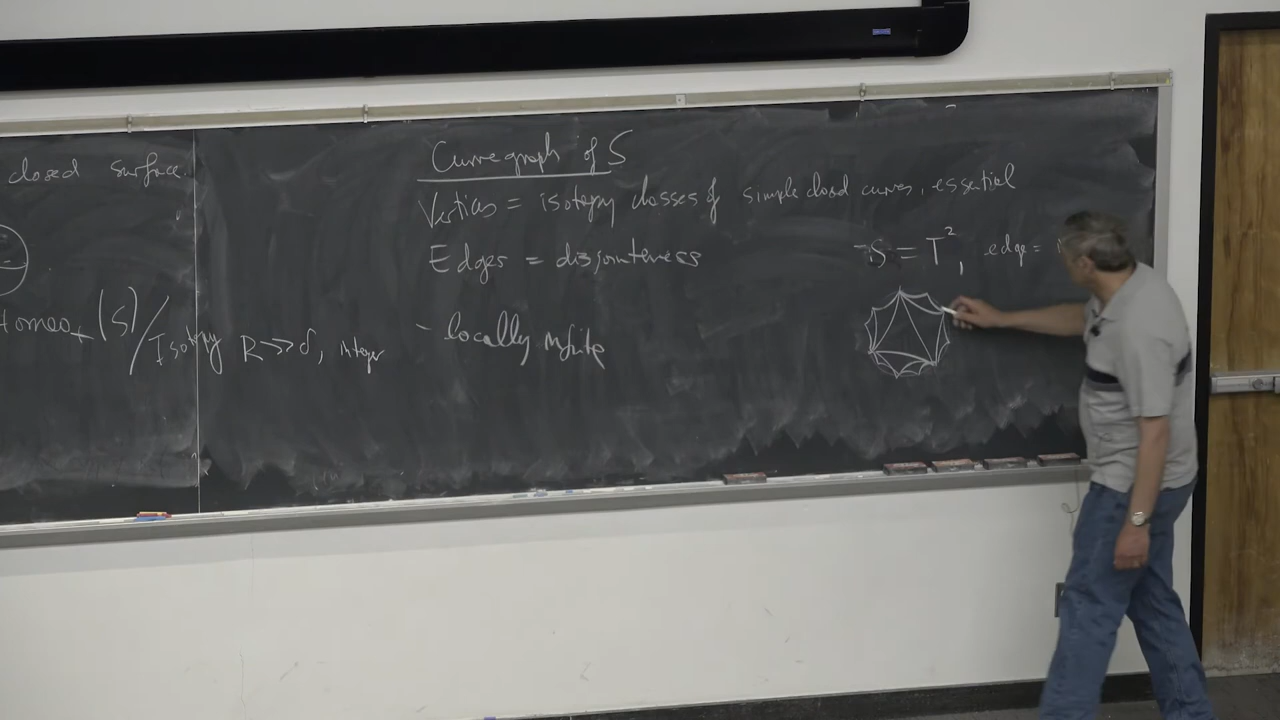 closed surface.
Homeo+ (S) / Isotopy R >> δ, integer
Curve graph of S
Vertices = isotopy classes of simple closed curves, essential
Edges = disjointness
- locally infinite
S = T², edge =